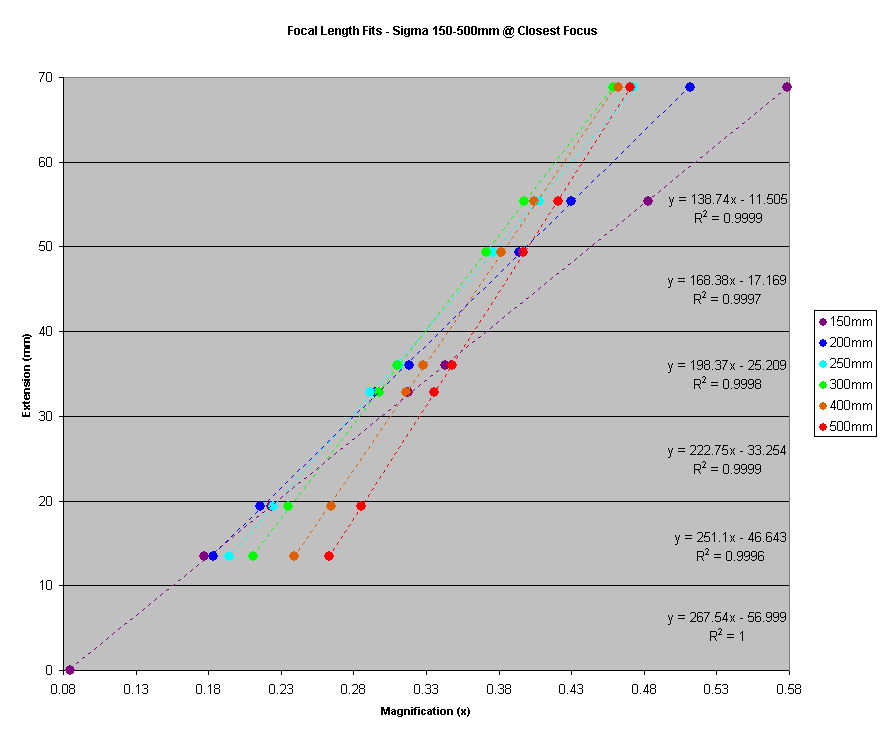 Focal Length Fits - Sigma 150-500mm @ Closest Focus
70
60
50
40
30
20
10
0
Extension (mm)
y = 138.74x - 11.505
R² = 0.9999
y = 168.38x - 17.169
R² = 0.9997
y = 198.37x - 25.209
R² = 0.9998
y = 222.75x - 33.254
R² = 0.9999
y = 251.1x - 46.643
R² = 0.9996
y = 267.54x - 56.999
R² = 1
150mm
200mm
250mm
300mm
400mm
500mm
0.08 0.13 0.18 0.23 0.28 0.33 0.38 0.43 0.48 0.53 0.58
Magnification (x)